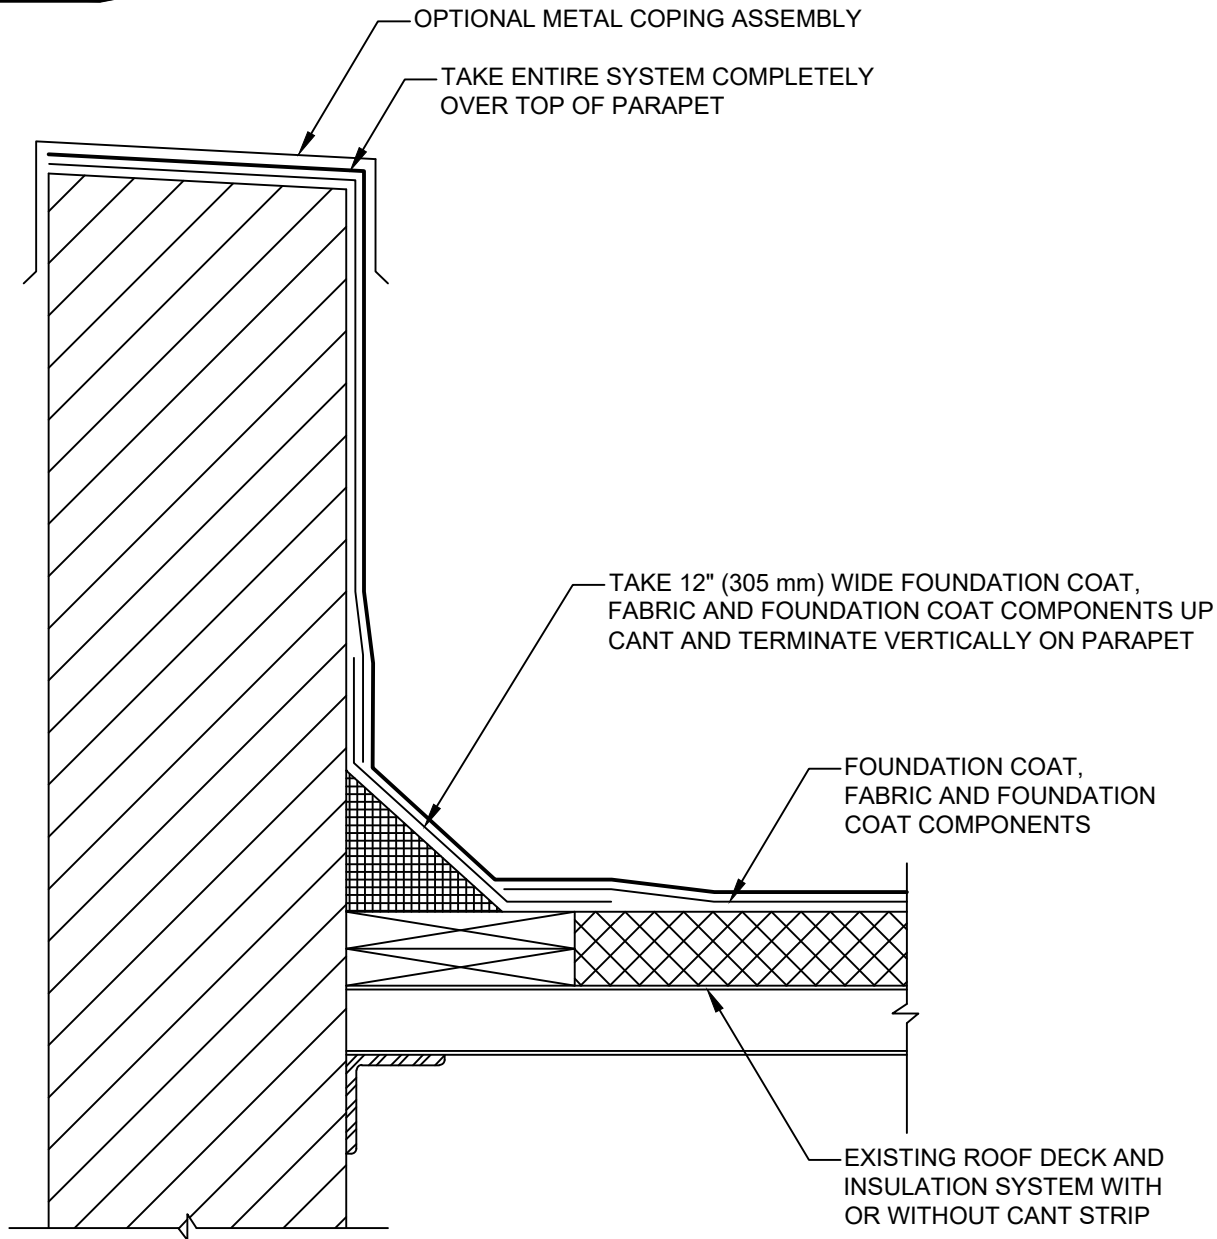 OPTIONAL METAL COPING ASSEMBLY
TAKE ENTIRE SYSTEM COMPLETELY
OVER TOP OF PARAPET
TAKE 12" (305 mm) WIDE FOUNDATION COAT,
FABRIC AND FOUNDATION COAT COMPONENTS UP
CANT AND TERMINATE VERTICALLY ON PARAPET
FOUNDATION COAT,
FABRIC AND FOUNDATION
COAT COMPONENTS
EXISTING ROOF DECK AND
INSULATION SYSTEM WITH
OR WITHOUT CANT STRIP